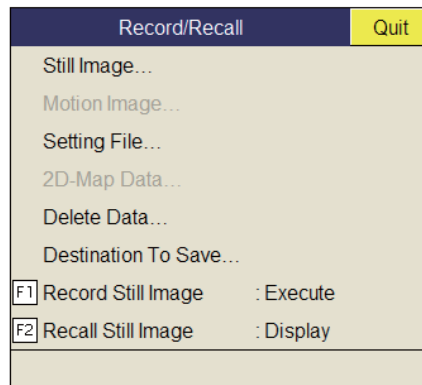 Record/Recall Quit
Still Image...
Motion Image...
Setting File...
2D-Map Data...
Delete Data...
Destination To Save...
F1 Record Still Image : Execute
F2 Recall Still Image : Display